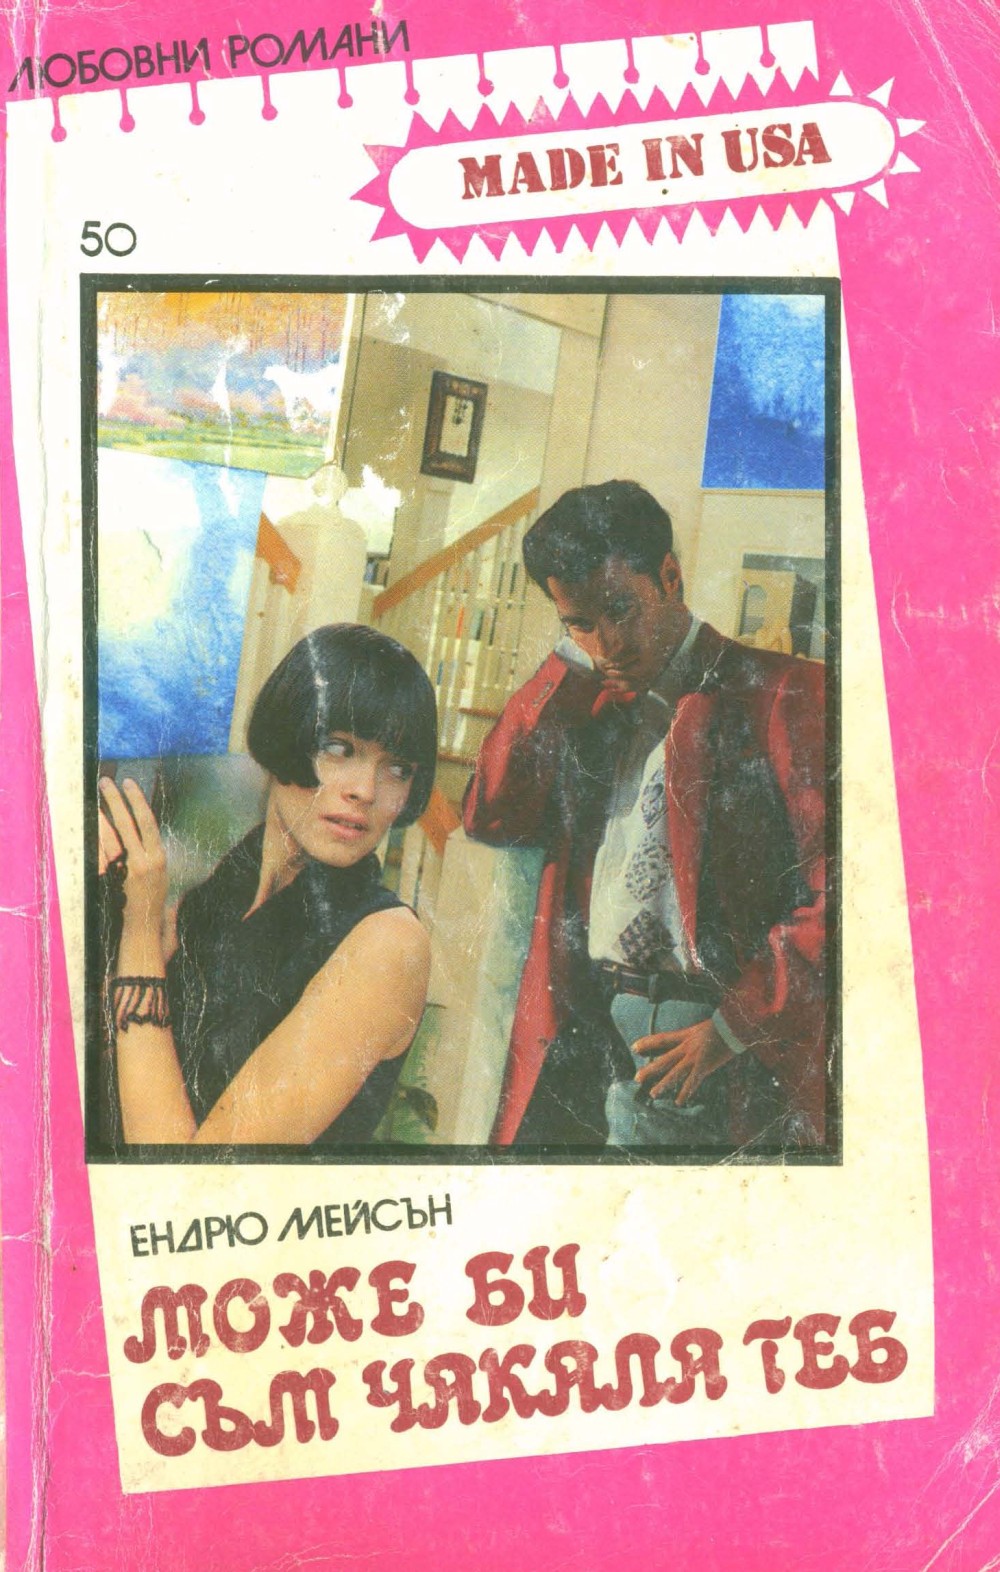 ЛЮБОВНИ РОМАНИ
MADE IN USA
50
ЕНДРЮ МЕЙСЪН
МОЖЕ БИ
СЪМ ЧАКАЛА ТЕБ